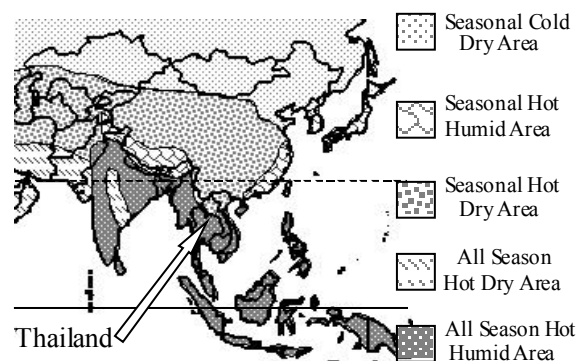 Seasonal Cold
Dry Area
Seasonal Hot
Humid Area
Seasonal Hot
Dry Area
All Season
Hot Dry Area
All Season Hot
Humid Area
Thailand